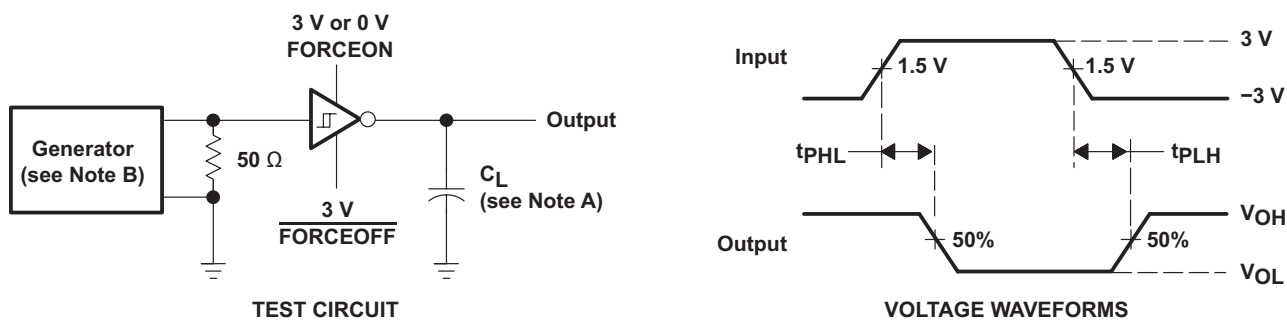 3 V or 0 V
FORCEON
Generator
(see Note B)
50 Ω
Output
CL
(see Note A)
3 V
FORCEOFF
TEST CIRCUIT
Input
3 V
1.5 V
1.5 V
−3 V
tPHL
tPLH
Output
50%
50%
VOH
VOL
VOLTAGE WAVEFORMS